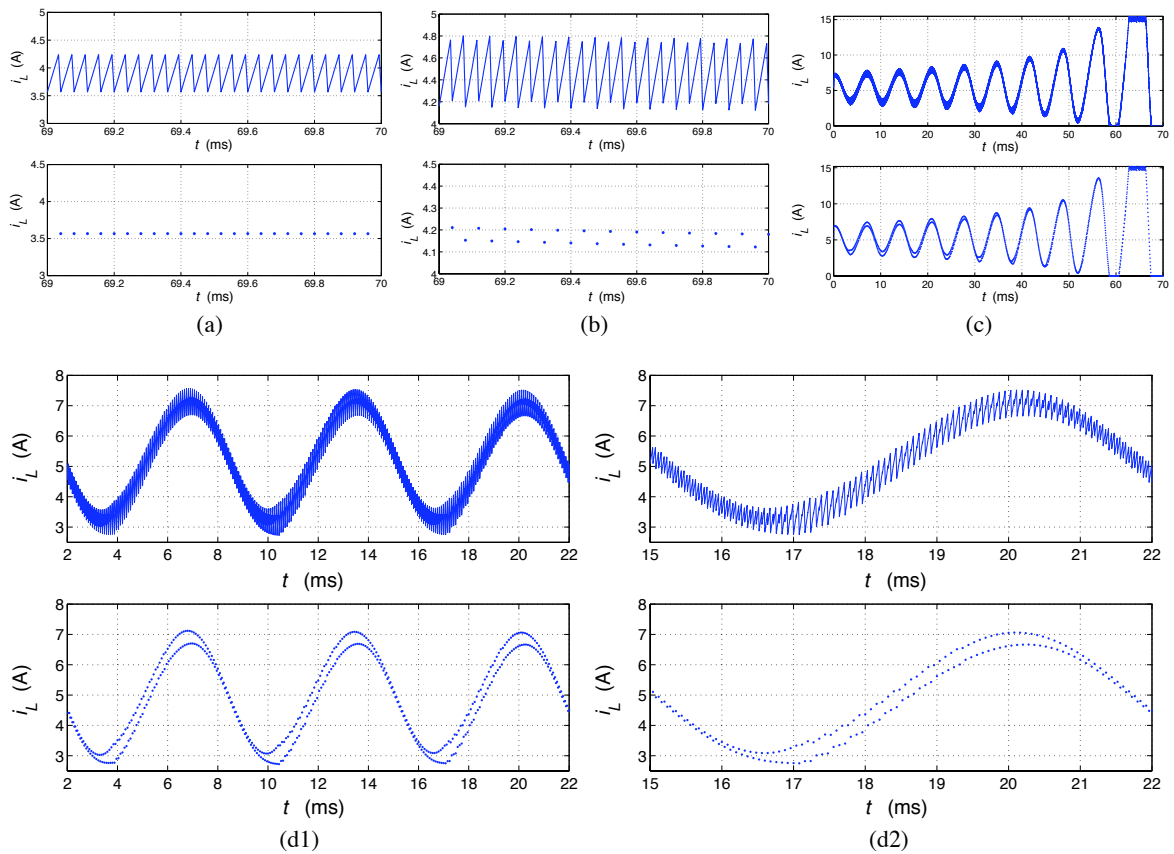 5
4.5
4
3.5
3
69 69.2 69.4 69.6 69.8 70
t (ms)
i_L (A)
4.5
4
3.5
3
69 69.2 69.4 69.6 69.8 70
t (ms)
i_L (A)
(a)
5
4.8
4.6
4.4
4.2
4
69 69.2 69.4 69.6 69.8 70
t (ms)
i_L (A)
4.5
4.4
4.3
4.2
4.1
4
69 69.2 69.4 69.6 69.8 70
t (ms)
i_L (A)
(b)
15
10
5
0
0 10 20 30 40 50 60 70
t (ms)
i_L (A)
15
10
5
0
0 10 20 30 40 50 60 70
t (ms)
i_L (A)
(c)
8
7
6
5
4
3
2 4 6 8 10 12 14 16 18 20 22
t (ms)
i_L (A)
8
7
6
5
4
3
2 4 6 8 10 12 14 16 18 20 22
t (ms)
i_L (A)
(d1)
8
7
6
5
4
3
15 16 17 18 19 20 21 22
t (ms)
i_L (A)
8
7
6
5
4
3
15 16 17 18 19 20 21 22
t (ms)
i_L (A)
(d2)